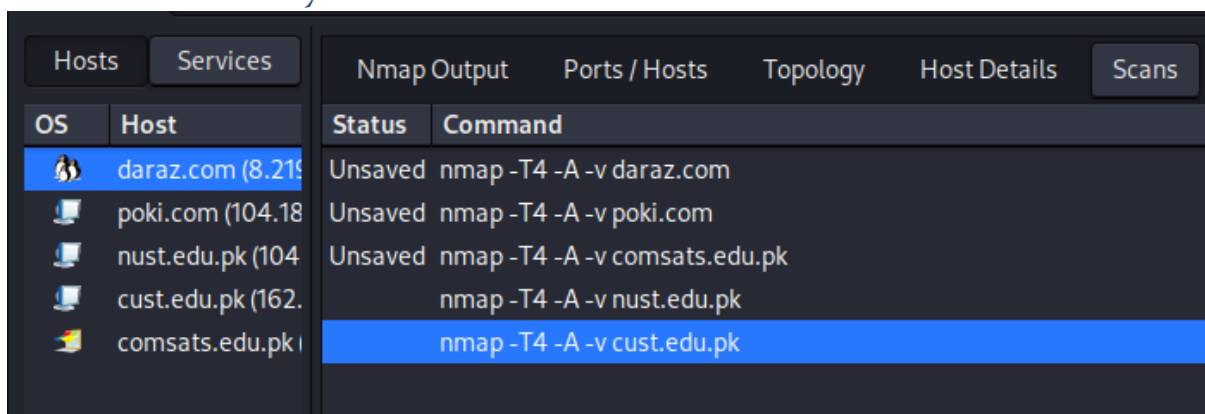 Hosts Services
OS Host
daraz.com (8.219
poki.com (104.18
nust.edu.pk (104
cust.edu.pk (162.
comsats.edu.pk (
Nmap Output Ports / Hosts Topology Host Details Scans
Status Command
Unsaved nmap -T4 -A -v daraz.com
Unsaved nmap -T4 -A -v poki.com
Unsaved nmap -T4 -A -v comsats.edu.pk
nmap -T4 -A -v nust.edu.pk
nmap -T4 -A -v cust.edu.pk